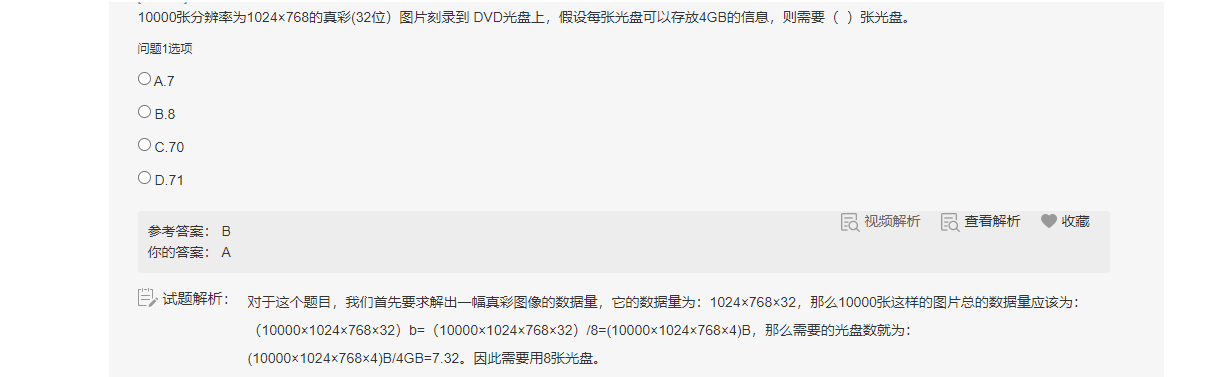 10000张分辨率为1024×768的真彩(32位）图片刻录到 DVD光盘上，假设每张光盘可以存放4GB的信息，则需要（ ）张光盘。
问题1选项
A.7
B.8
C.70
D.71
视频解析 查看解析 收藏
参考答案： B
你的答案： A
试题解析： 对于这个题目，我们首先要求解出一幅真彩图像的数据量，它的数据量为：1024×768×32，那么10000张这样的图片总的数据量应该为：
（10000×1024×768×32）b=（10000×1024×768×32）/8=(10000×1024×768×4)B，那么需要的光盘数就为：
(10000×1024×768×4)B/4GB=7.32。因此需要用8张光盘。